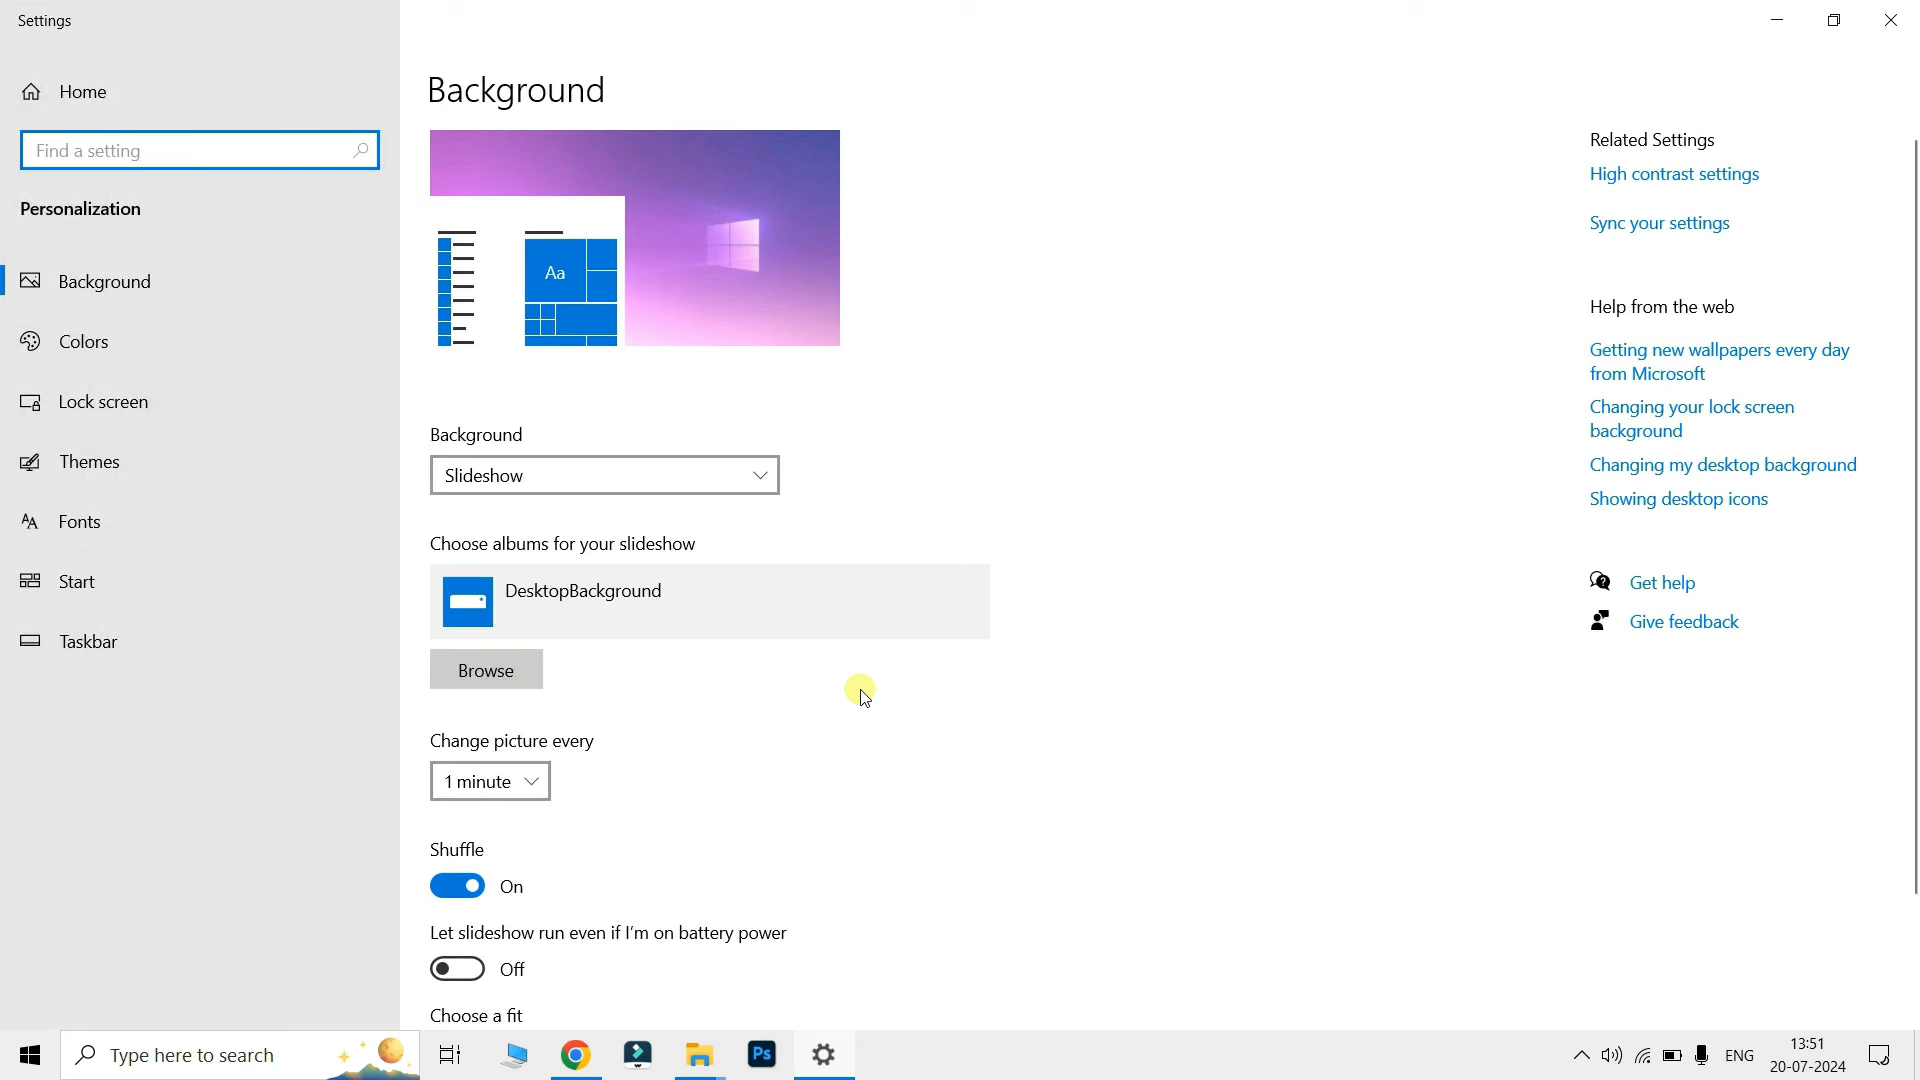 Settings
Home
Find a setting
Personalization
Background
Colors
Lock screen
Themes
Fonts
Start
Taskbar
Background
Aa
Background
Slideshow
Choose albums for your slideshow
DesktopBackground
Browse
Change picture every
1 minute
Shuffle
On
Let slideshow run even if I'm on battery power
Off
Choose a fit
Related Settings
High contrast settings
Sync your settings
Help from the web
Getting new wallpapers every day
from Microsoft
Changing your lock screen
background
Changing my desktop background
Showing desktop icons
Get help
Give feedback
Type here to search
Ps
ENG
13:51
20-07-2024